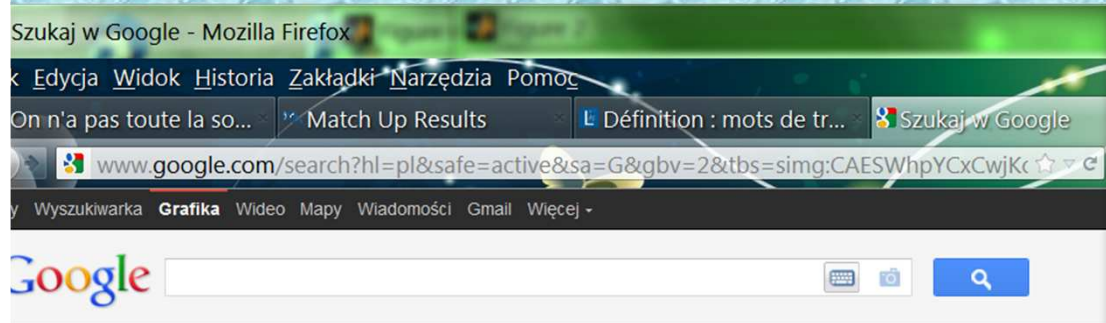 Szukaj w Google - Mozilla Firefox
Edycja Widok Historia Zakładki Narzędzia Pomoc
On n'a pas toute la so... Match Up Results Définition : mots de tr... Szukaj w Google
www.google.com/search?hl=pl&safe=active&sa=G&gbv=2&tbs=simg:CAESWhpYCxCwjKc
Wyszukiwarka Grafika Wideo Mapy Wiadomości Gmail Więcej
Google